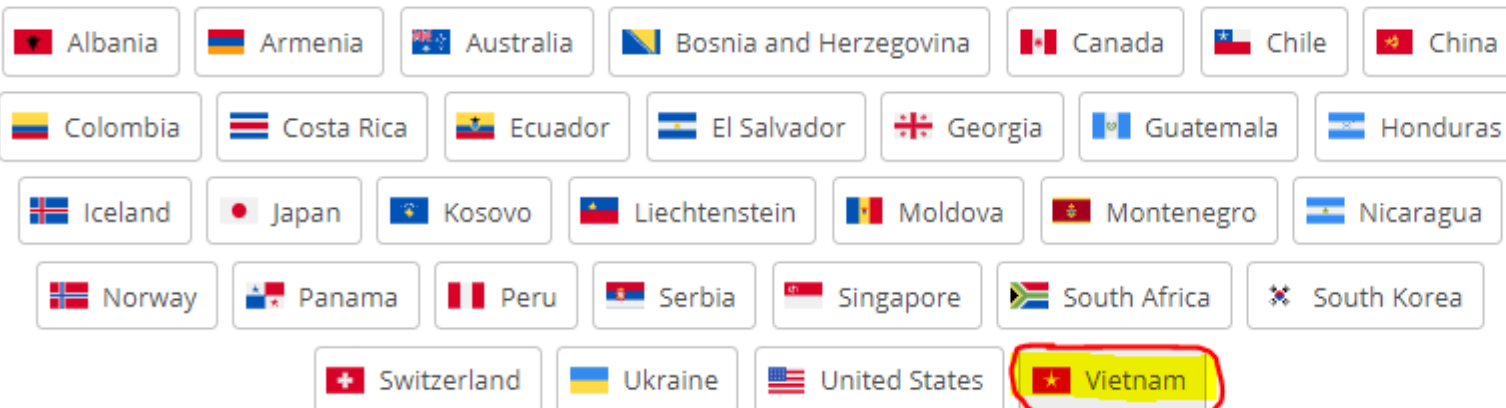 Albania Armenia Australia Bosnia and Herzegovina Canada Chile China
Colombia Costa Rica Ecuador El Salvador Georgia Guatemala Honduras
Iceland Japan Kosovo Liechtenstein Moldova Montenegro Nicaragua
Norway Panama Peru Serbia Singapore South Africa South Korea
Switzerland Ukraine United States Vietnam